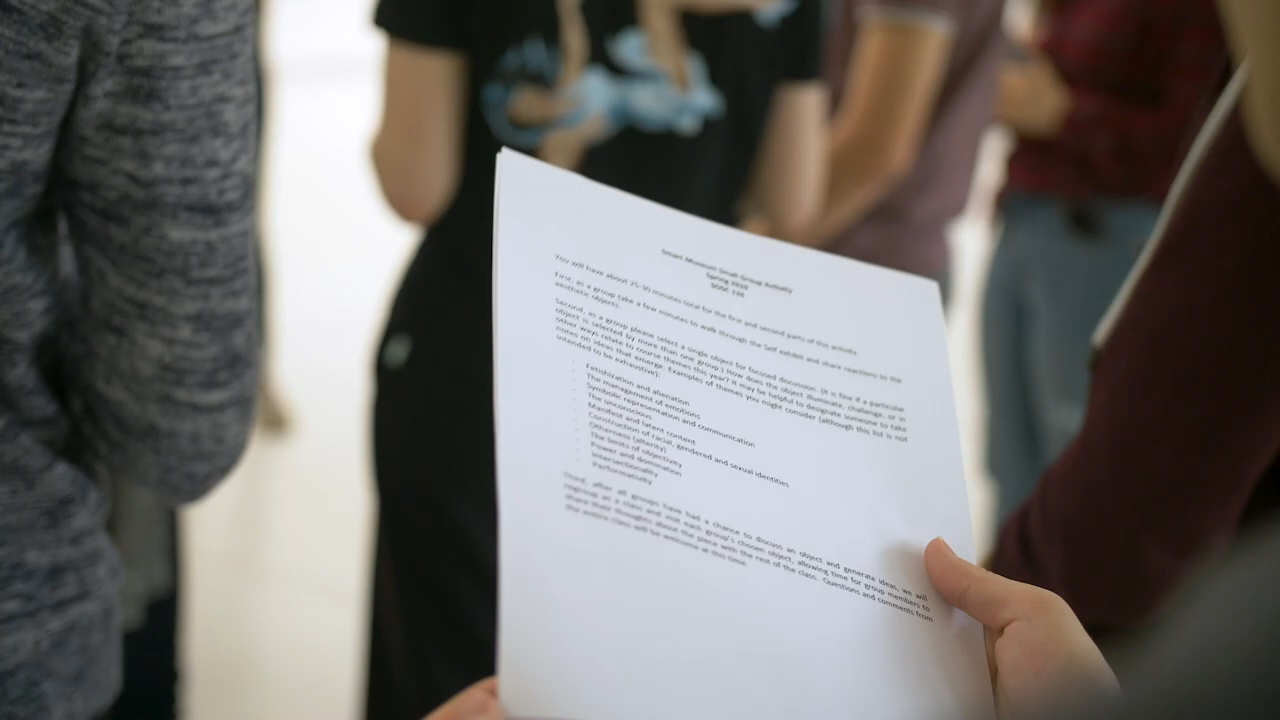 Smart Museum Small Group Activity
Spring 2019
SOSC 126
You will have about 75-90 minutes total for the first and second parts of this activity.
First, as a group take a few minutes to walk through the Self exhibit and share reactions to the
aesthetic objects.
Second, as a group please select a single object for focused discussion. (It is fine if a particular
object is selected by more than one group.) How does the object illuminate, challenge, or in
other ways relate to course themes this year? It may be helpful to designate someone to take
notes on ideas that emerge. Examples of themes you might consider (although this list is not
intended to be exhaustive):
Fetishization and alienation
The management of emotions
Symbolic representation and communication
The unconscious
Manifest and latent content
Construction of racial, gendered and sexual identities
Otherness (alterity)
The limits of objectivity
Power and domination
Intersectionality
Performativity
Third, after all groups have had a chance to discuss an object and generate ideas, we will
regroup as a class and visit each group's chosen object, allowing time for group members to
share their thoughts about the piece with the rest of the class. Questions and comments from
the entire class will be welcome at this time.